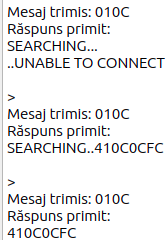 Mesaj trimis: 010C
Răspuns primit:
SEARCHING...
..UNABLE TO CONNECT
>
Mesaj trimis: 010C
Răspuns primit:
SEARCHING..410C0CFC
>
Mesaj trimis: 010C
Răspuns primit:
410C0CFC